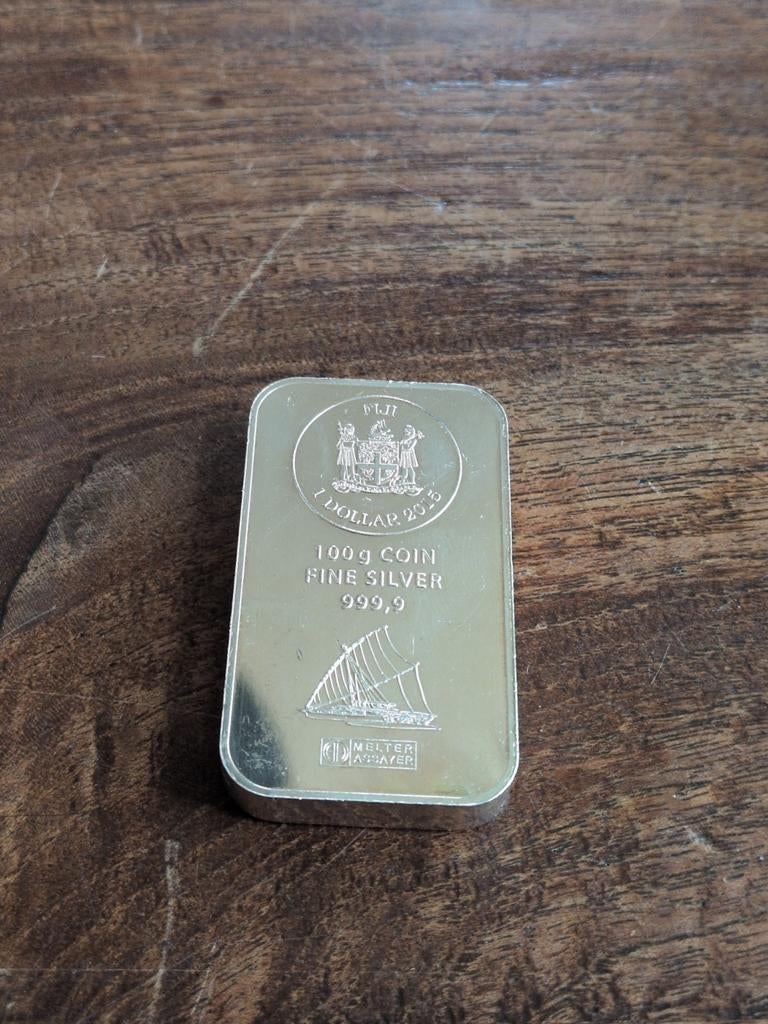 FIJI
1 DOLLAR 2015
100g COIN
FINE SILVER
999,9
MELTER
ASSAYER